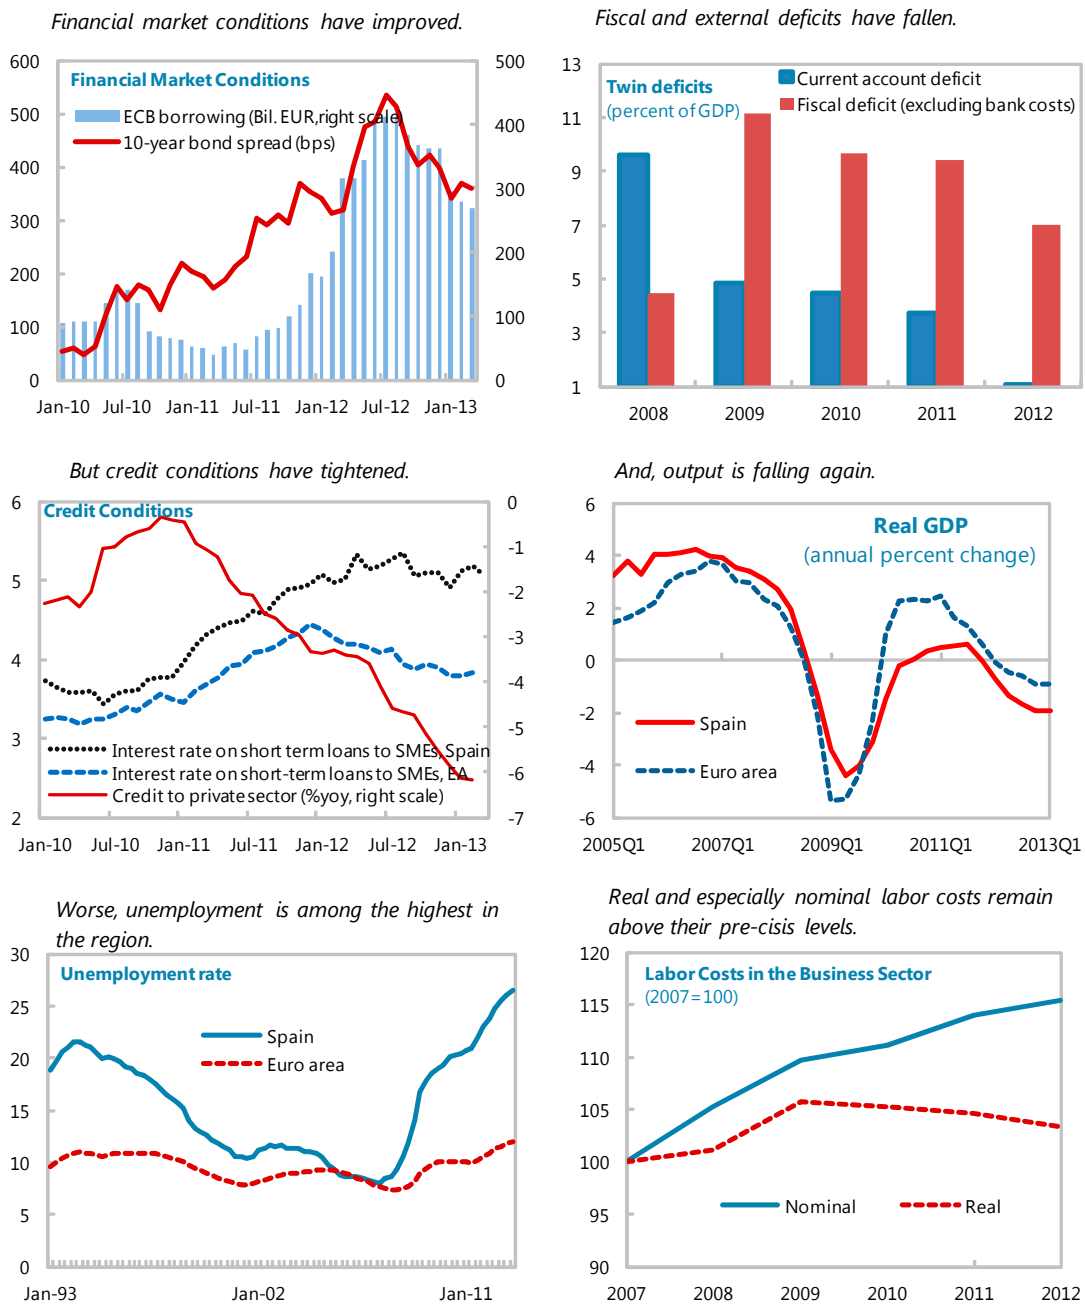 Financial market conditions have improved.
600
500
400
300
200
100
0
500
400
300
200
100
0
Financial Market Conditions
ECB borrowing (Bil. EUR,right scale)
10-year bond spread (bps)
Jan-10 Jul-10 Jan-11 Jul-11 Jan-12 Jul-12 Jan-13
Fiscal and external deficits have fallen.
13
11
9
7
5
3
1
Twin deficits
(percent of GDP)
Current account deficit
Fiscal deficit (excluding bank costs)
2008 2009 2010 2011 2012
But credit conditions have tightened.
6
5
4
3
2
0
-1
-2
-3
-4
-5
-6
-7
Credit Conditions
Interest rate on short term loans to SMEs, Spain
Interest rate on short-term loans to SMEs, EA
Credit to private sector (%yoy, right scale)
Jan-10 Jul-10 Jan-11 Jul-11 Jan-12 Jul-12 Jan-13
And, output is falling again.
6
4
2
0
-2
-4
-6
Real GDP
(annual percent change)
Spain
Euro area
2005Q1 2007Q1 2009Q1 2011Q1 2013Q1
Worse, unemployment is among the highest in
the region.
30
25
20
15
10
5
0
Unemployment rate
Spain
Euro area
Jan-93 Jan-02 Jan-11
Real and especially nominal labor costs remain
above their pre-cisis levels.
120
115
110
105
100
95
90
Labor Costs in the Business Sector
(2007=100)
Nominal Real
2007 2008 2009 2010 2011 2012